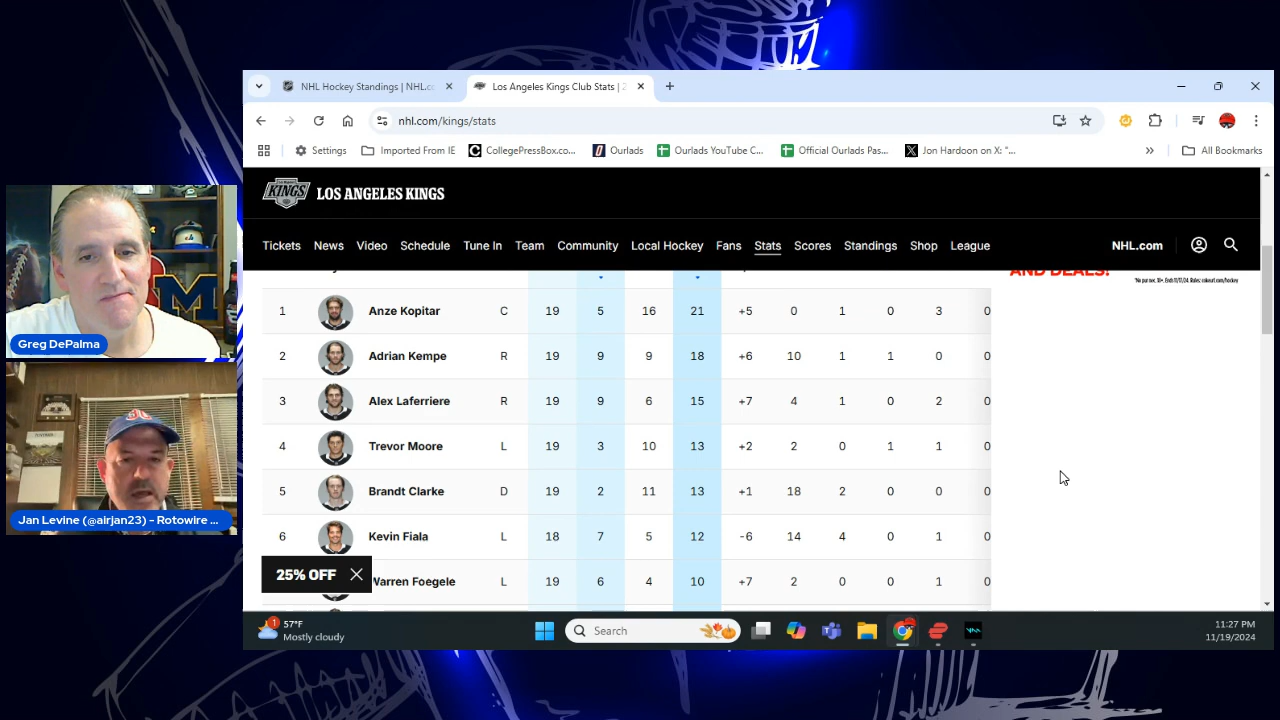 NHL Hockey Standings | NHL.c
Los Angeles Kings Club Stats | 2
nhl.com/kings/stats
Settings
Imported From IE
CollegePressBox.co...
Ourlads
Ourlads YouTube C...
Official Ourlads Pas...
Jon Hardoon on X: "...
All Bookmarks
KINGS LOS ANGELES KINGS
Tickets News Video Schedule Tune In Team Community Local Hockey Fans Stats Scores Standings Shop League NHL.com
AND DEALS!
1 Anze Kopitar C 19 5 16 21 +5 0 1 0 3 0
2 Adrian Kempe R 19 9 9 18 +6 10 1 1 2 0
3 Alex Laferriere R 19 9 6 15 +7 4 1 0 2 0
4 Trevor Moore L 19 3 10 13 +2 2 0 1 1 0
5 Brandt Clarke D 19 2 11 13 +1 18 2 0 0 0
6 Kevin Fiala L 18 7 5 12 -6 14 4 0 1 0
Warren Foegele L 19 6 4 10 +7 2 0 0 1 0
25% OFF
1
57°F
Mostly cloudy
Search
11:27 PM
11/19/2024
M
Greg DePalma
Jan Levine (@alrjan23) - Rotowire ...